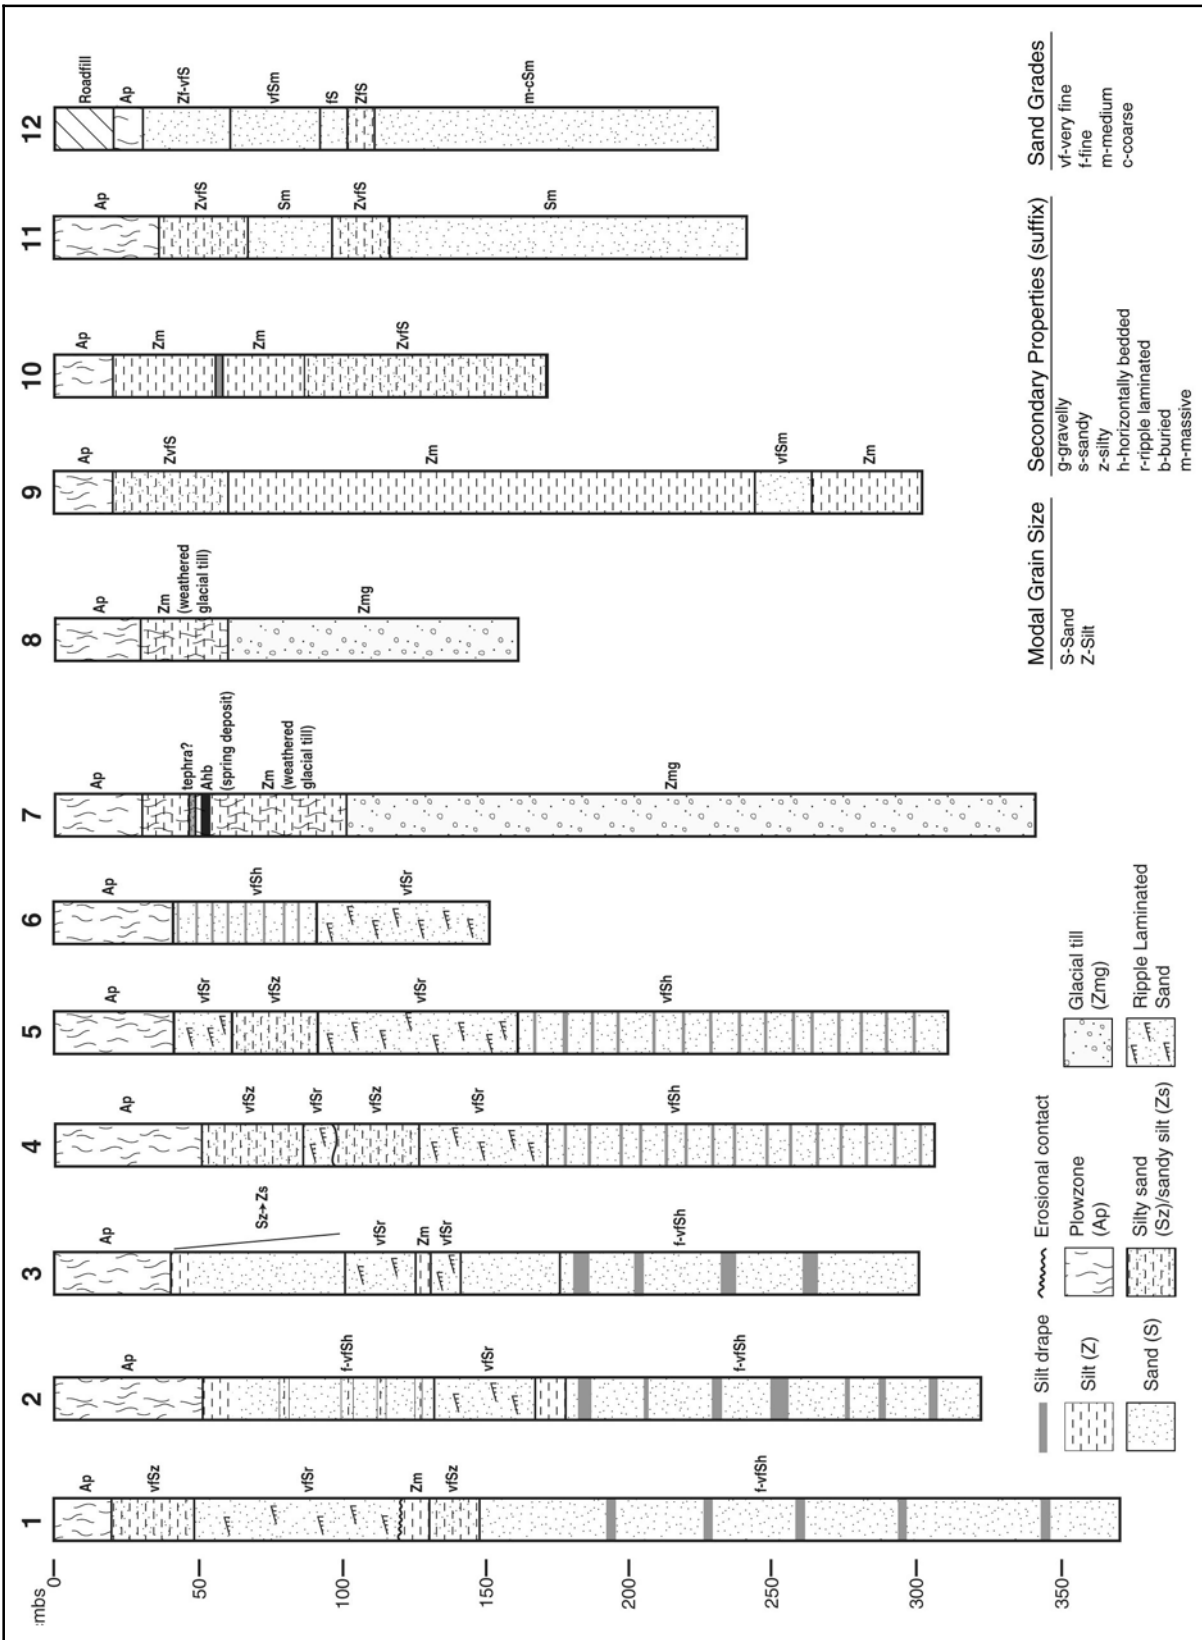 mbs
0
50
100
150
200
250
300
350
1
Ap
vfSz
vfSr
Zm
vfSz
f-vfSh
2
Ap
f-vfSh
vfSr
f-vfSh
3
Ap
Sz→Zs
vfSr
Zm
vfSr
f-vfSh
4
Ap
vfSz
vfSr
vfSz
vfSr
vfSh
5
Ap
vfSr
vfSz
vfSr
vfSh
6
Ap
vfSh
vfSr
7
Ap
tephra?
Ahb
(spring deposit)
Zm
(weathered
glacial till)
Zmg
8
Ap
Zm
(weathered
glacial till)
Zmg
9
Ap
ZvfS
Zm
vfSm
Zm
10
Ap
Zm
Zm
ZvfS
11
Ap
ZvfS
Sm
ZvfS
Sm
12
Roadfill
Ap
Zf-vfS
vfSm
fS
ZfS
m-cSm
Silt drape
Erosional contact
Silt (Z)
Plowzone
(Ap)
Glacial till
(Zmg)
Sand (S)
Silty sand
(Sz)/sandy silt (Zs)
Ripple Laminated
Sand
Modal Grain Size
S-Sand
Z-Silt
Secondary Properties (suffix)
g-gravelly
s-sandy
z-silty
h-horizontally bedded
r-ripple laminated
b-buried
m-massive
Sand Grades
vf-very fine
f-fine
m-medium
c-coarse